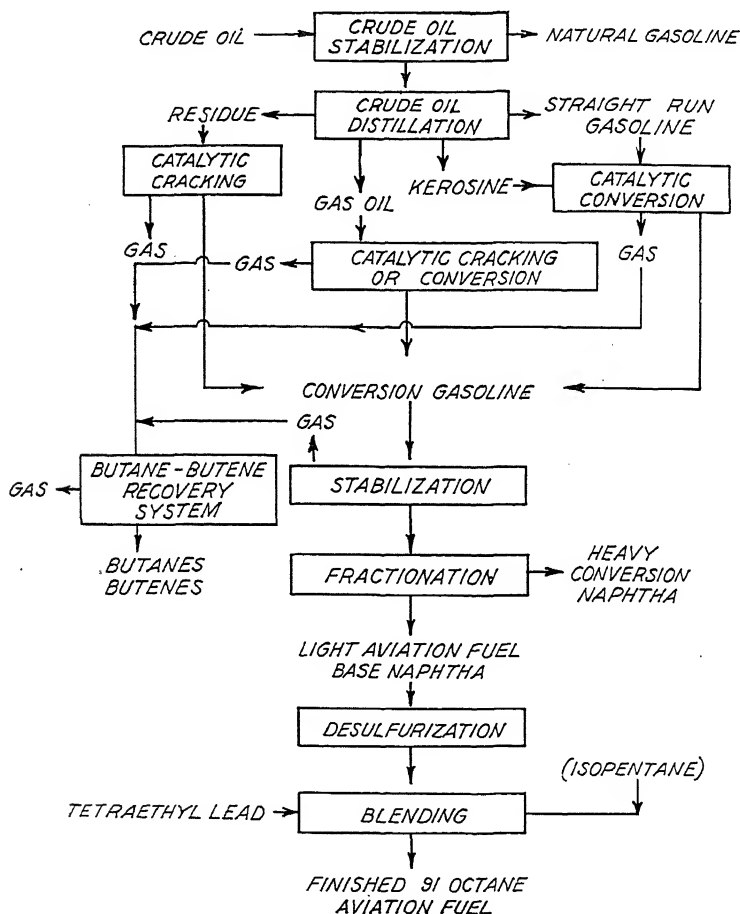 CRUDE OIL
CRUDE OIL
STABILIZATION
NATURAL GASOLINE
RESIDUE
CRUDE OIL
DISTILLATION
STRAIGHT RUN
GASOLINE
CATALYTIC
CRACKING
GAS OIL
KEROSINE
CATALYTIC
CONVERSION
GAS
GAS
CATALYTIC CRACKING
OR CONVERSION
GAS
CONVERSION GASOLINE
GAS
GAS
BUTANE-BUTENE
RECOVERY
SYSTEM
STABILIZATION
BUTANES
BUTENES
FRACTIONATION
HEAVY
CONVERSION
NAPHTHA
LIGHT AVIATION FUEL
BASE NAPHTHA
DESULFURIZATION
(ISOPENTANE)
TETRAETHYL LEAD
BLENDING
FINISHED 91 OCTANE
AVIATION FUEL